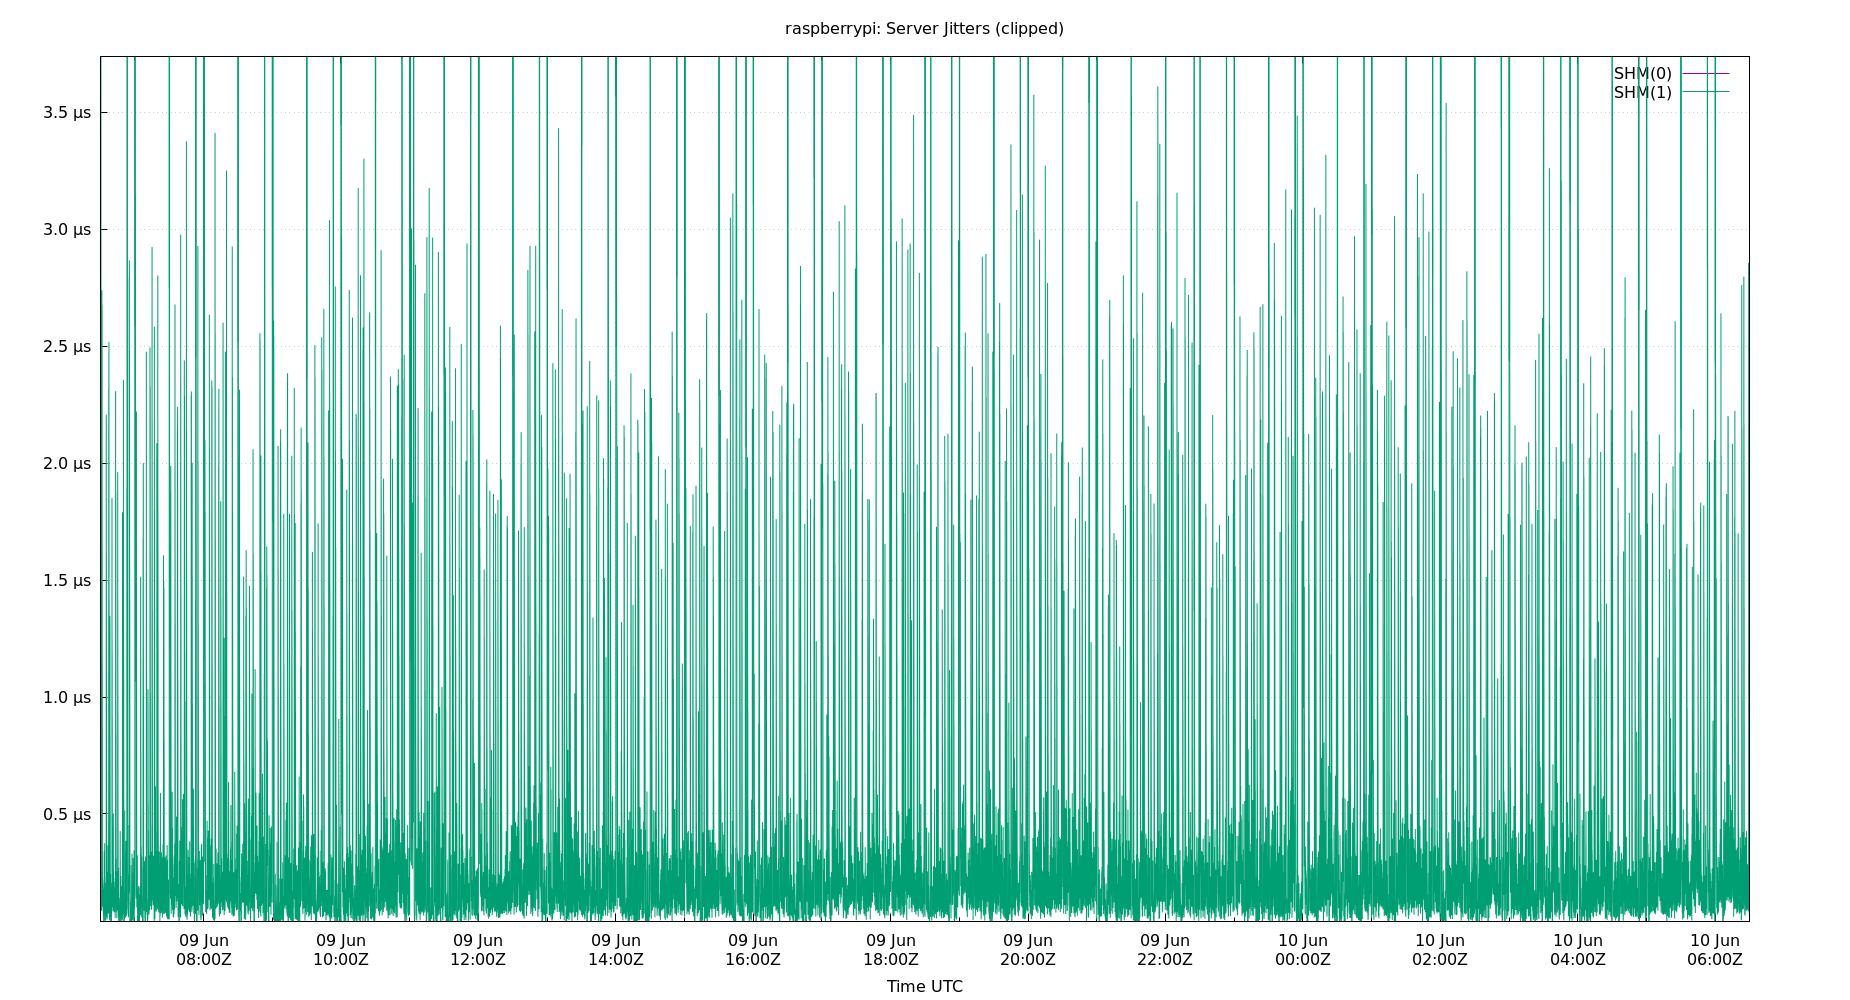 raspberrypi: Server Jitters (clipped)
SHM(0)
SHM(1)
3.5 µs
3.0 µs
2.5 µs
2.0 µs
1.5 µs
1.0 µs
0.5 µs
09 Jun 09 Jun 09 Jun 09 Jun 09 Jun 09 Jun 09 Jun 09 Jun 10 Jun 10 Jun 10 Jun 10 Jun
08:00Z 10:00Z 12:00Z 14:00Z 16:00Z 18:00Z 20:00Z 22:00Z 00:00Z 02:00Z 04:00Z 06:00Z
Time UTC